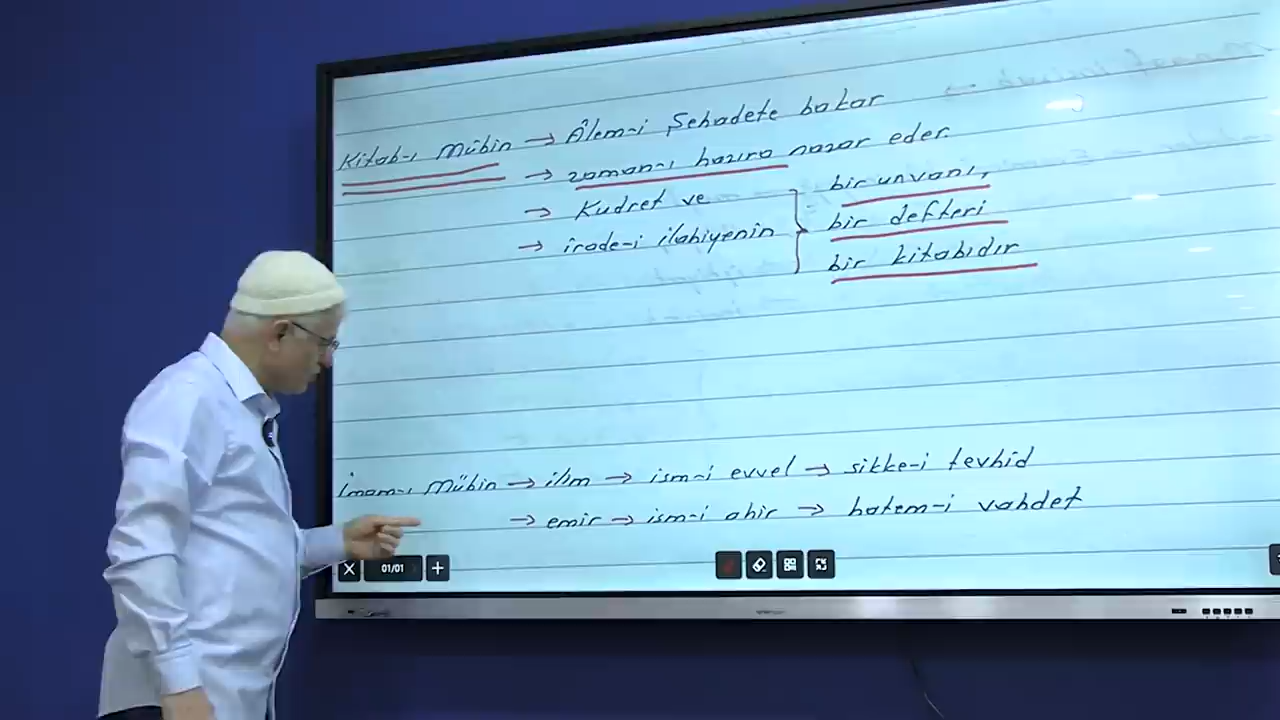 Kitab-ı Mübin → Âlem-i Şehadete bakar
→ zaman-ı hazıra nazar eder.
→ Kudret ve
→ irade-i ilahiyenin
bir unvanı,
bir defteri
bir kitabıdır
İmam-ı Mübin → ilim → ism-i evvel → sikke-i tevhid
→ emir → ism-i ahir → hatem-i vahdet
01/01